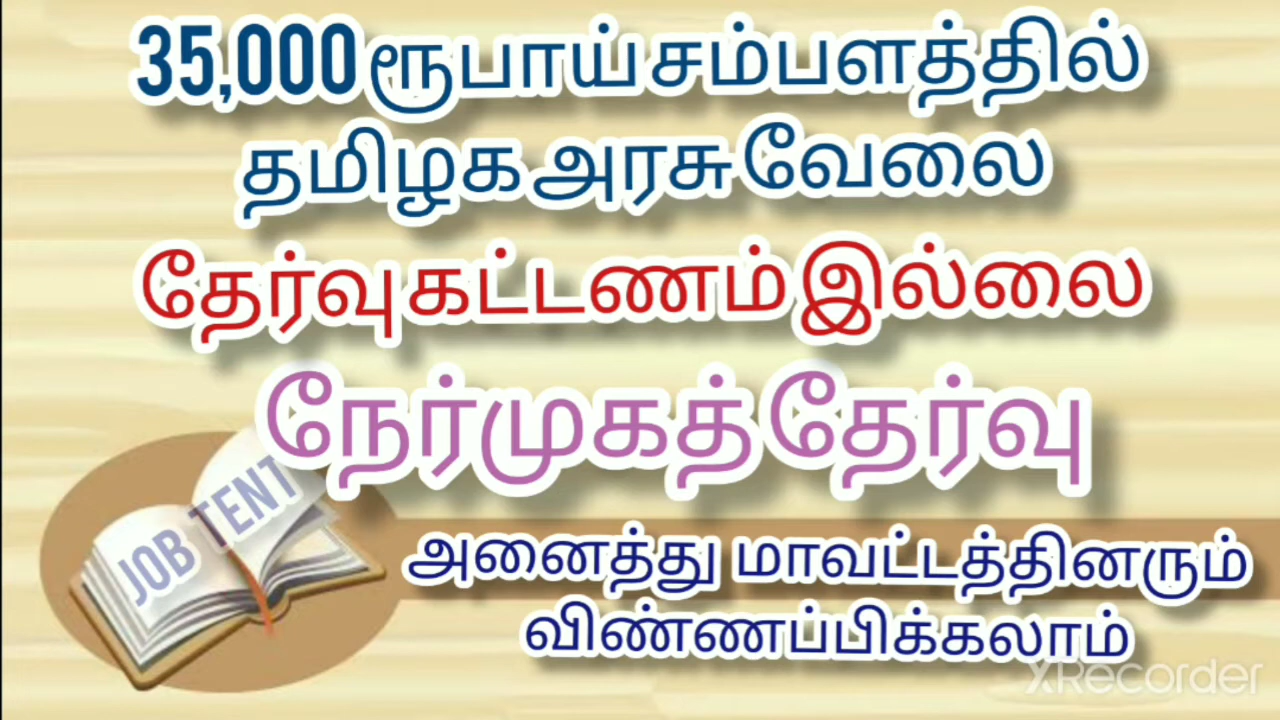 35,000 ரூபாய் சம்பளத்தில்
தமிழக அரசு வேலை
தேர்வு கட்டணம் இல்லை
நேர்முகத் தேர்வு
JOB TENT
அனைத்து மாவட்டத்தினரும்
விண்ணப்பிக்கலாம்
XRecorder